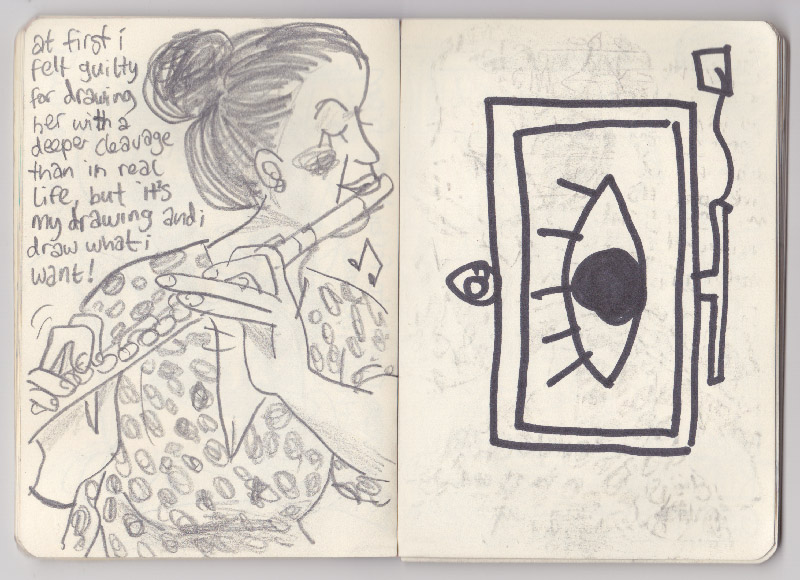 at first i
felt guilty
for drawing
her with a
deeper cleavage
than in real
life, but it's
my drawing and i
draw what i
want!